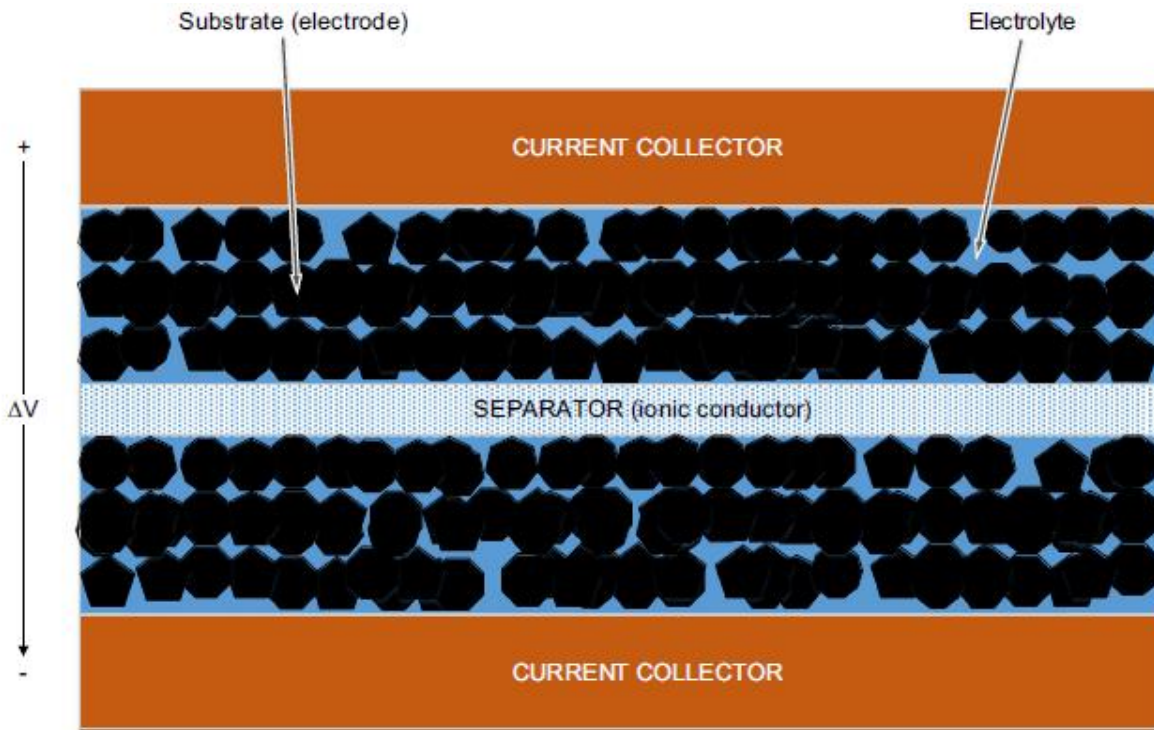 Substrate (electrode)
Electrolyte
+
CURRENT COLLECTOR
ΔV
SEPARATOR (ionic conductor)
-
CURRENT COLLECTOR